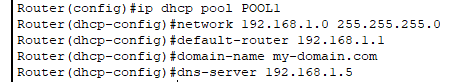 Router(config)#ip dhcp pool POOL1
Router(dhcp-config)#network 192.168.1.0 255.255.255.0
Router(dhcp-config)#default-router 192.168.1.1
Router(dhcp-config)#domain-name my-domain.com
Router(dhcp-config)#dns-server 192.168.1.5